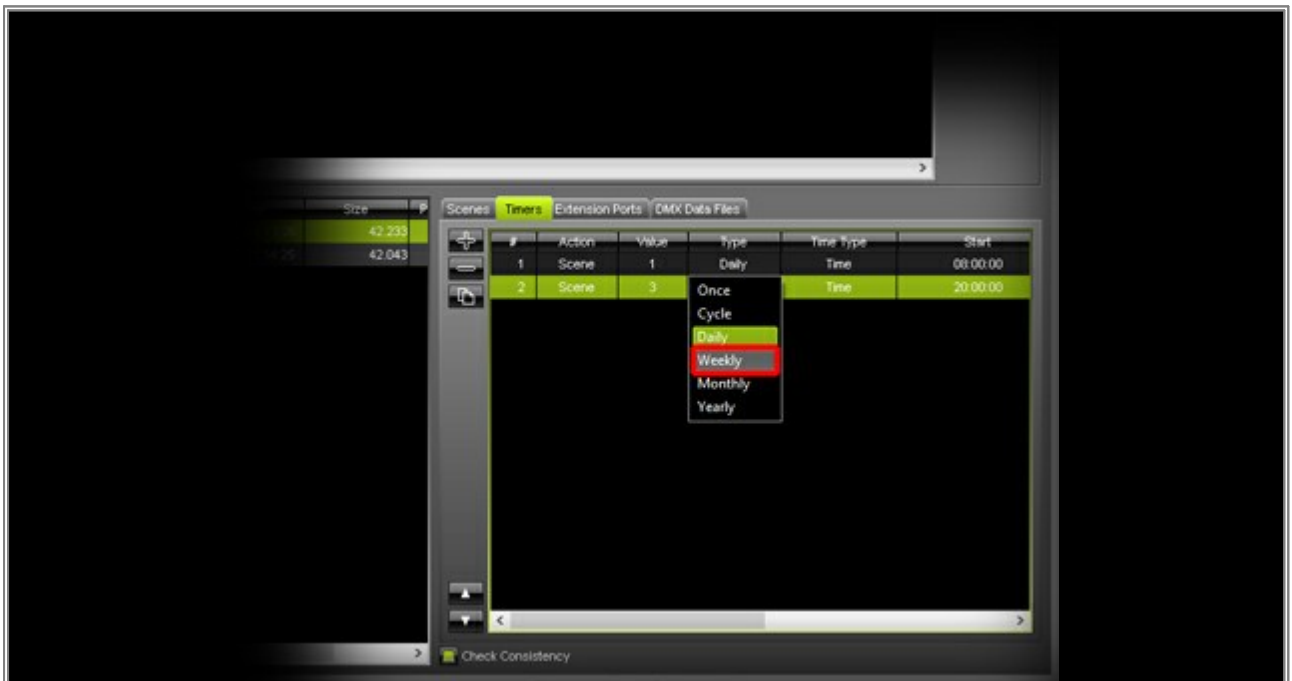 Size P
42.233
42.043
Scenes Timers Extension Ports DMX Data Files
# Action Value Type Time Type Start
1 Scene 1 Daily Time 08:00:00
2 Scene 3 Time 20:00:00
Once
Cycle
Daily
Weekly
Monthly
Yearly
Check Consistency